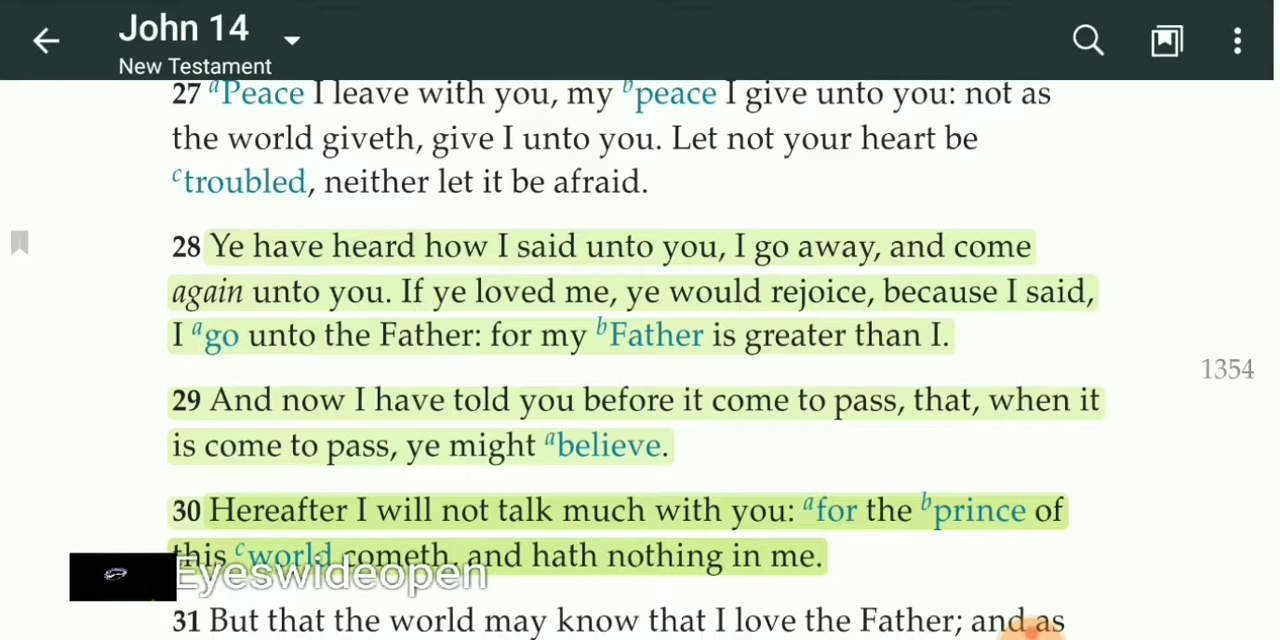 John 14
New Testament
27 aPeace I leave with you, my bpeace I give unto you: not as
the world giveth, give I unto you. Let not your heart be
ctroubled, neither let it be afraid.
28 Ye have heard how I said unto you, I go away, and come
again unto you. If ye loved me, ye would rejoice, because I said,
I ago unto the Father: for my bFather is greater than I.
1354
29 And now I have told you before it come to pass, that, when it
is come to pass, ye might abelieve.
30 Hereafter I will not talk much with you: afor the bprince of
this cworld cometh, and hath nothing in me.
Eyeswideopen
31 But that the world may know that I love the Father; and as